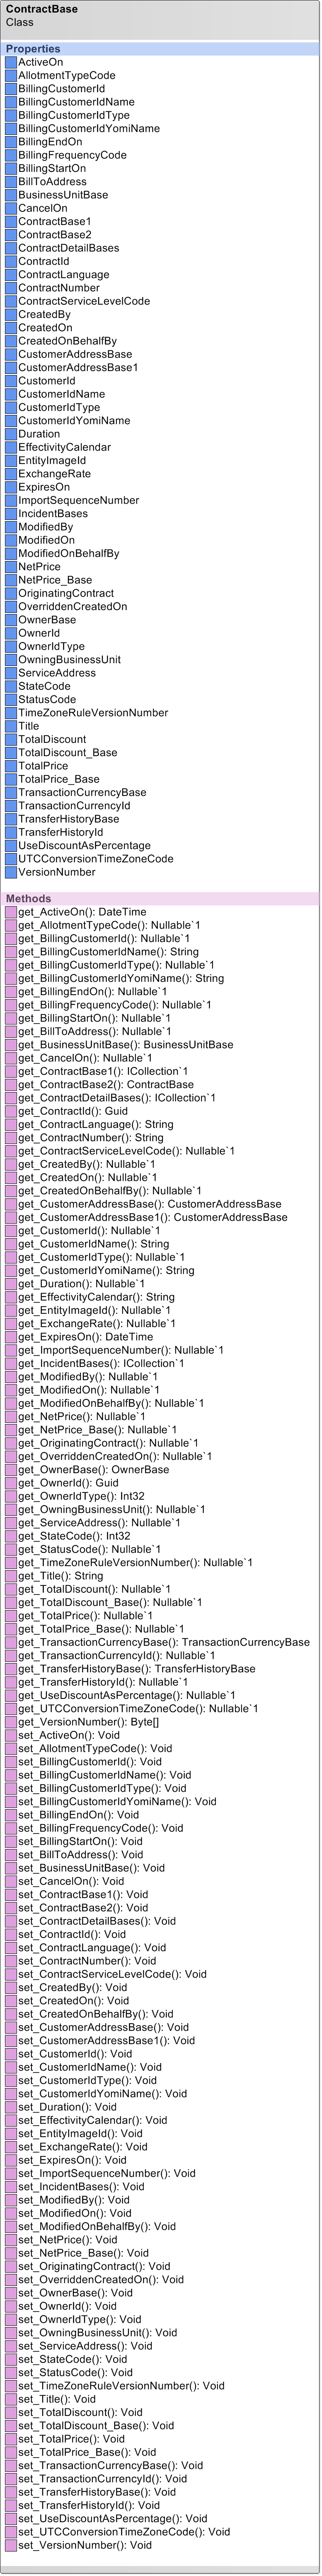 ContractBase
Class
Properties
ActiveOn
AllotmentTypeCode
BillingCustomerId
BillingCustomerIdName
BillingCustomerIdType
BillingCustomerIdYomiName
BillingEndOn
BillingFrequencyCode
BillingStartOn
BillToAddress
BusinessUnitBase
CancelOn
ContractBase1
ContractBase2
ContractDetailBases
ContractId
ContractLanguage
ContractNumber
ContractServiceLevelCode
CreatedBy
CreatedOn
CreatedOnBehalfBy
CustomerAddressBase
CustomerAddressBase1
CustomerId
CustomerIdName
CustomerIdType
CustomerIdYomiName
Duration
EffectivityCalendar
EntityImageId
ExchangeRate
ExpiresOn
ImportSequenceNumber
IncidentBases
ModifiedBy
ModifiedOn
ModifiedOnBehalfBy
NetPrice
NetPrice_Base
OriginatingContract
OverriddenCreatedOn
OwnerBase
OwnerId
OwnerIdType
OwningBusinessUnit
ServiceAddress
StateCode
StatusCode
TimeZoneRuleVersionNumber
Title
TotalDiscount
TotalDiscount_Base
TotalPrice
TotalPrice_Base
TransactionCurrencyBase
TransactionCurrencyId
TransferHistoryBase
TransferHistoryId
UseDiscountAsPercentage
UTCConversionTimeZoneCode
VersionNumber
Methods
get_ActiveOn(): DateTime
get_AllotmentTypeCode(): Nullable`1
get_BillingCustomerId(): Nullable`1
get_BillingCustomerIdName(): String
get_BillingCustomerIdType(): Nullable`1
get_BillingCustomerIdYomiName(): String
get_BillingEndOn(): Nullable`1
get_BillingFrequencyCode(): Nullable`1
get_BillingStartOn(): Nullable`1
get_BillToAddress(): Nullable`1
get_BusinessUnitBase(): BusinessUnitBase
get_CancelOn(): Nullable`1
get_ContractBase1(): ICollection`1
get_ContractBase2(): ContractBase
get_ContractDetailBases(): ICollection`1
get_ContractId(): Guid
get_ContractLanguage(): String
get_ContractNumber(): String
get_ContractServiceLevelCode(): Nullable`1
get_CreatedBy(): Nullable`1
get_CreatedOn(): Nullable`1
get_CreatedOnBehalfBy(): Nullable`1
get_CustomerAddressBase(): CustomerAddressBase
get_CustomerAddressBase1(): CustomerAddressBase
get_CustomerId(): Nullable`1
get_CustomerIdName(): String
get_CustomerIdType(): Nullable`1
get_CustomerIdYomiName(): String
get_Duration(): Nullable`1
get_EffectivityCalendar(): String
get_EntityImageId(): Nullable`1
get_ExchangeRate(): Nullable`1
get_ExpiresOn(): DateTime
get_ImportSequenceNumber(): Nullable`1
get_IncidentBases(): ICollection`1
get_ModifiedBy(): Nullable`1
get_ModifiedOn(): Nullable`1
get_ModifiedOnBehalfBy(): Nullable`1
get_NetPrice(): Nullable`1
get_NetPrice_Base(): Nullable`1
get_OriginatingContract(): Nullable`1
get_OverriddenCreatedOn(): Nullable`1
get_OwnerBase(): OwnerBase
get_OwnerId(): Guid
get_OwnerIdType(): Int32
get_OwningBusinessUnit(): Nullable`1
get_ServiceAddress(): Nullable`1
get_StateCode(): Int32
get_StatusCode(): Nullable`1
get_TimeZoneRuleVersionNumber(): Nullable`1
get_Title(): String
get_TotalDiscount(): Nullable`1
get_TotalDiscount_Base(): Nullable`1
get_TotalPrice(): Nullable`1
get_TotalPrice_Base(): Nullable`1
get_TransactionCurrencyBase(): TransactionCurrencyBase
get_TransactionCurrencyId(): Nullable`1
get_TransferHistoryBase(): TransferHistoryBase
get_TransferHistoryId(): Nullable`1
get_UseDiscountAsPercentage(): Nullable`1
get_UTCConversionTimeZoneCode(): Nullable`1
get_VersionNumber(): Byte[]
set_ActiveOn(): Void
set_AllotmentTypeCode(): Void
set_BillingCustomerId(): Void
set_BillingCustomerIdName(): Void
set_BillingCustomerIdType(): Void
set_BillingCustomerIdYomiName(): Void
set_BillingEndOn(): Void
set_BillingFrequencyCode(): Void
set_BillingStartOn(): Void
set_BillToAddress(): Void
set_BusinessUnitBase(): Void
set_CancelOn(): Void
set_ContractBase1(): Void
set_ContractBase2(): Void
set_ContractDetailBases(): Void
set_ContractId(): Void
set_ContractLanguage(): Void
set_ContractNumber(): Void
set_ContractServiceLevelCode(): Void
set_CreatedBy(): Void
set_CreatedOn(): Void
set_CreatedOnBehalfBy(): Void
set_CustomerAddressBase(): Void
set_CustomerAddressBase1(): Void
set_CustomerId(): Void
set_CustomerIdName(): Void
set_CustomerIdType(): Void
set_CustomerIdYomiName(): Void
set_Duration(): Void
set_EffectivityCalendar(): Void
set_EntityImageId(): Void
set_ExchangeRate(): Void
set_ExpiresOn(): Void
set_ImportSequenceNumber(): Void
set_IncidentBases(): Void
set_ModifiedBy(): Void
set_ModifiedOn(): Void
set_ModifiedOnBehalfBy(): Void
set_NetPrice(): Void
set_NetPrice_Base(): Void
set_OriginatingContract(): Void
set_OverriddenCreatedOn(): Void
set_OwnerBase(): Void
set_OwnerId(): Void
set_OwnerIdType(): Void
set_OwningBusinessUnit(): Void
set_ServiceAddress(): Void
set_StateCode(): Void
set_StatusCode(): Void
set_TimeZoneRuleVersionNumber(): Void
set_Title(): Void
set_TotalDiscount(): Void
set_TotalDiscount_Base(): Void
set_TotalPrice(): Void
set_TotalPrice_Base(): Void
set_TransactionCurrencyBase(): Void
set_TransactionCurrencyId(): Void
set_TransferHistoryBase(): Void
set_TransferHistoryId(): Void
set_UseDiscountAsPercentage(): Void
set_UTCConversionTimeZoneCode(): Void
set_VersionNumber(): Void